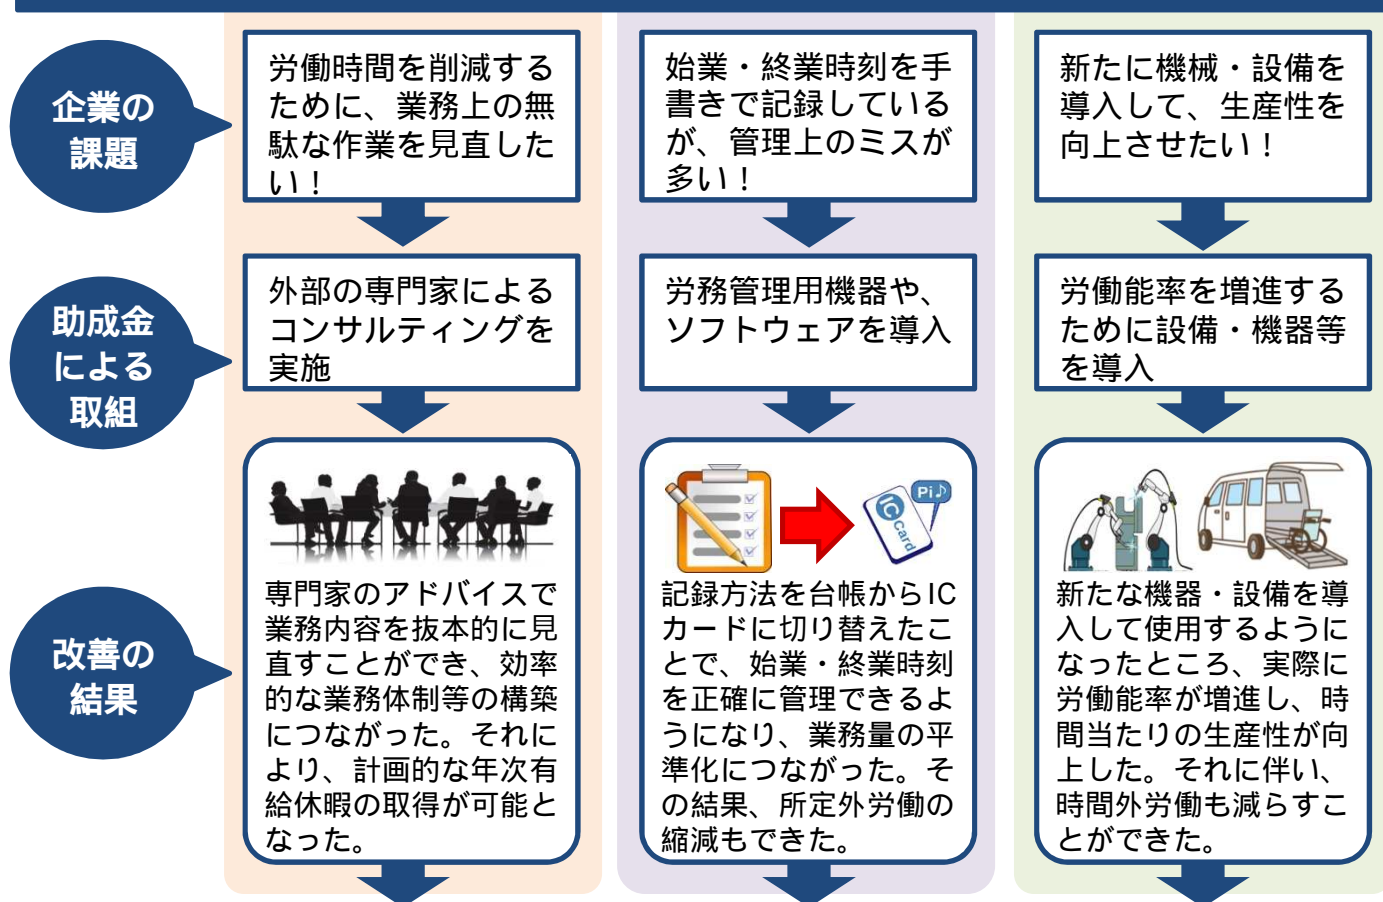 企業の
課題
労働時間を削減する
ために、業務上の無
駄な作業を見直した
い！
始業・終業時刻を手
書きで記録している
が、管理上のミスが
多い！
新たに機械・設備を
導入して、生産性を
向上させたい！
助成金
による
取組
外部の専門家による
コンサルティングを
実施
労務管理用機器や、
ソフトウェアを導入
労働能率を増進する
ために設備・機器等
を導入
改善の
結果
専門家のアドバイスで
業務内容を抜本的に見
直すことができ、効率
的な業務体制等の構築
につながった。それに
より、計画的な年次有
給休暇の取得が可能と
なった。
Pi♪
IC
Card
記録方法を台帳からIC
カードに切り替えたこ
とで、始業・終業時刻
を正確に管理できるよ
うになり、業務量の平
準化につながった。そ
の結果、所定外労働の
縮減もできた。
新たな機器・設備を導
入して使用するように
なったところ、実際に
労働能率が増進し、時
間当たりの生産性が向
上した。それに伴い、
時間外労働も減らすこ
とができた。